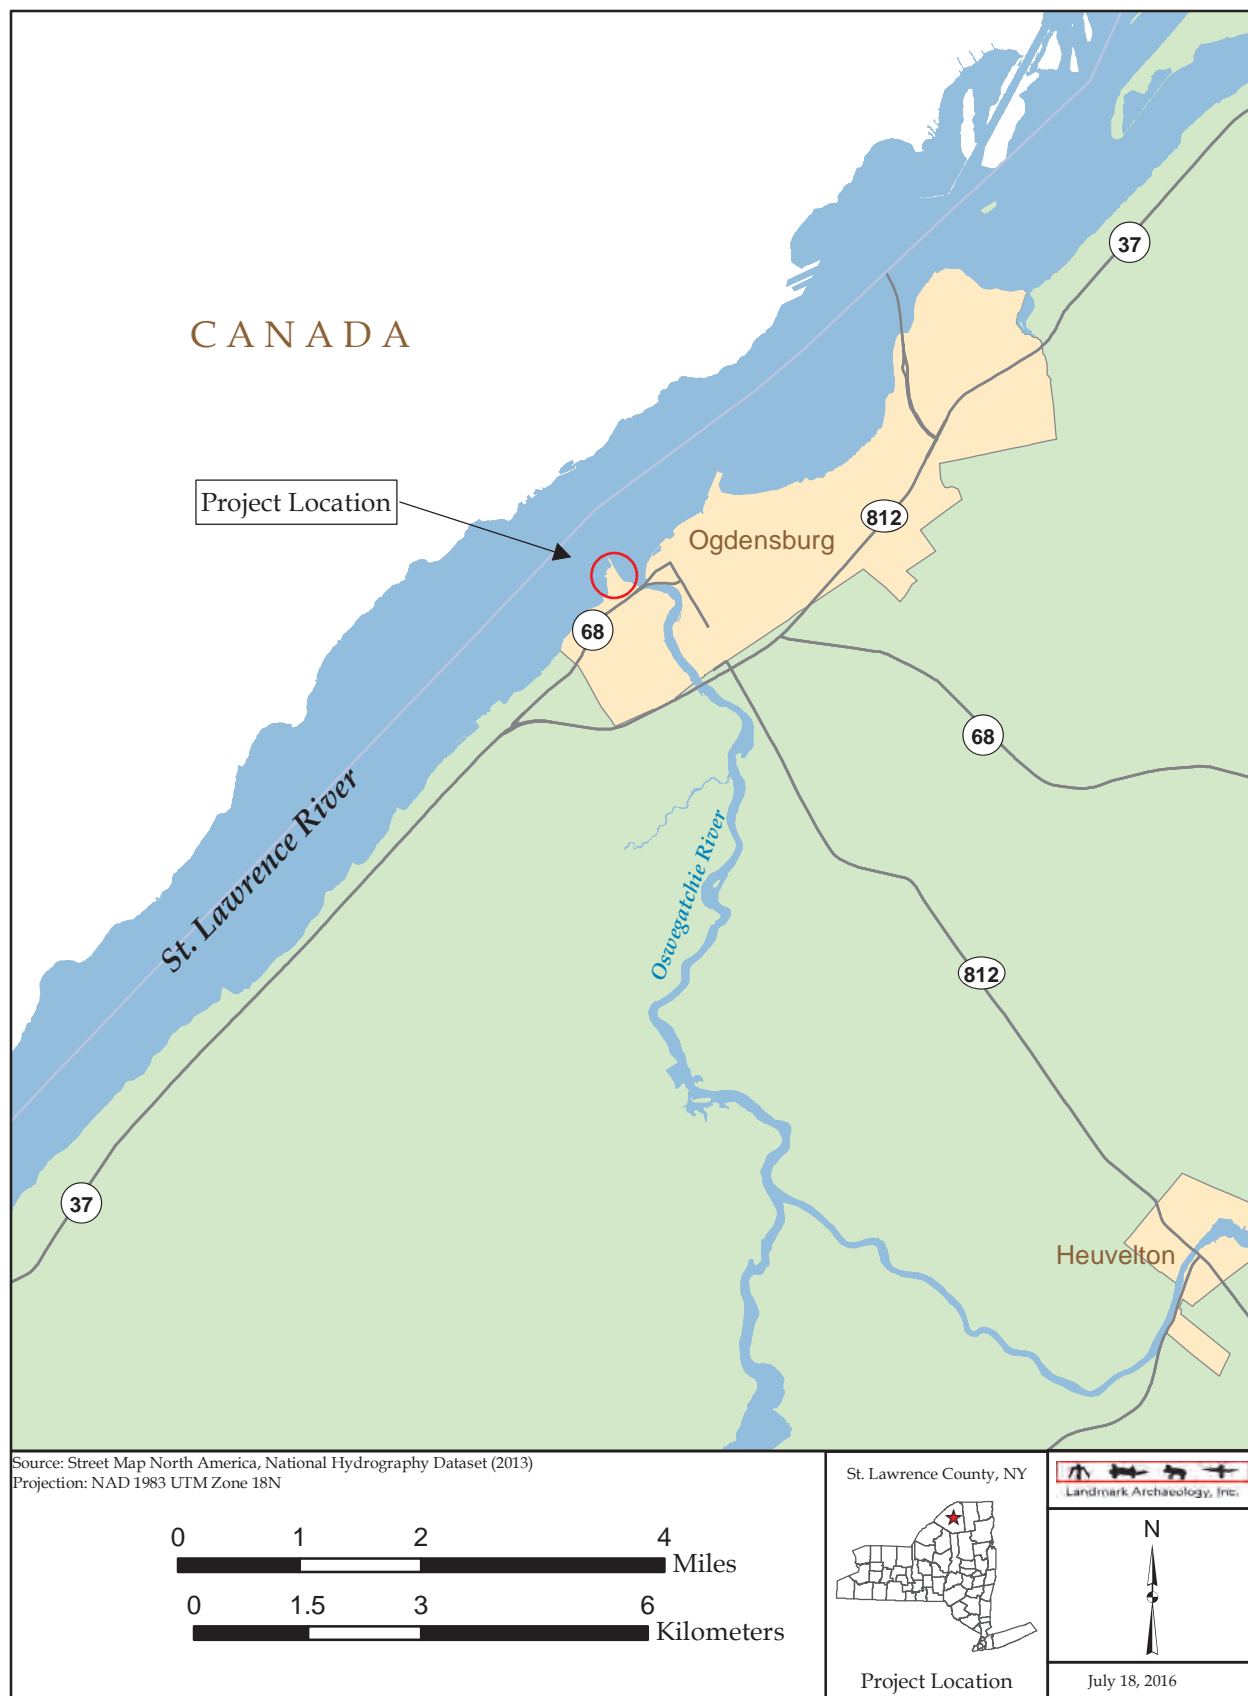 37
CANADA
Project Location
812
Ogdensburg
68
68
St. Lawrence River
Oswegatchie River
812
37
Heuvelton
Source: Street Map North America, National Hydrography Dataset (2013)
Projection: NAD 1983 UTM Zone 18N
0 1 2 4
Miles
0 1.5 3 6
Kilometers
St. Lawrence County, NY
Project Location
Landmark Archaeology, Inc.
N
July 18, 2016